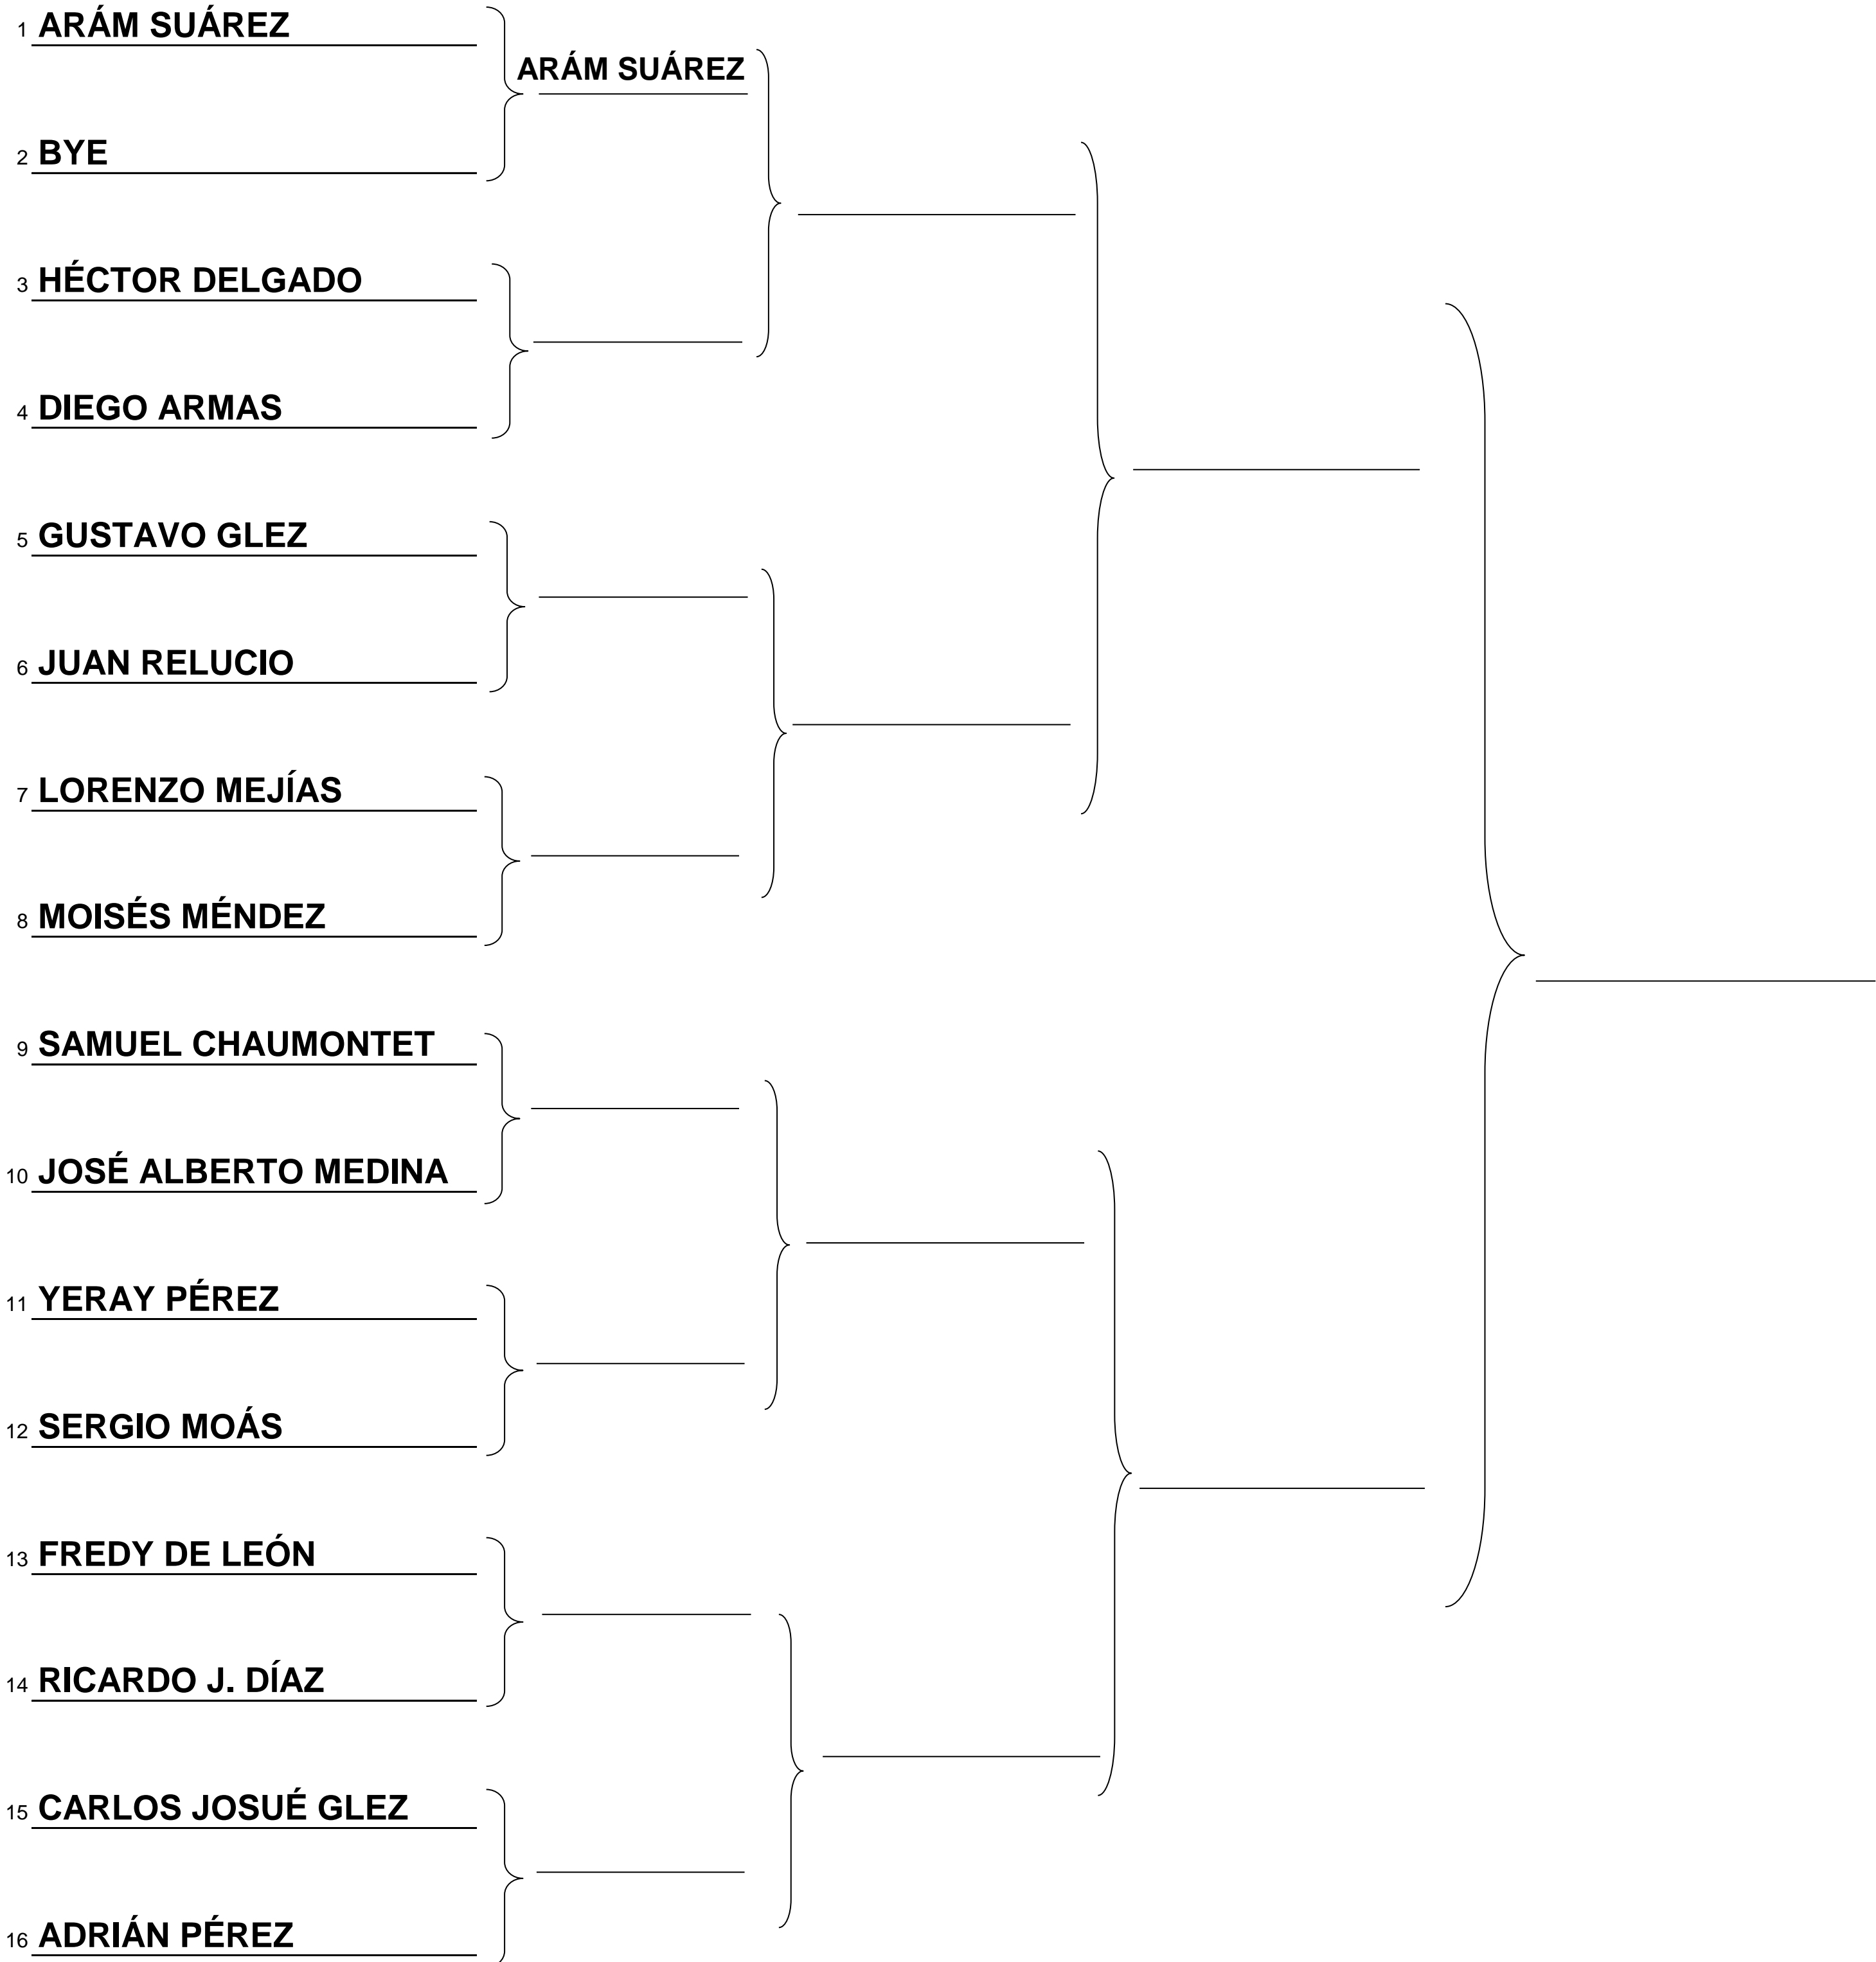 1 ARÁM SUÁREZ
ARÁM SUÁREZ
2 BYE
3 HÉCTOR DELGADO
4 DIEGO ARMAS
5 GUSTAVO GLEZ
6 JUAN RELUCIO
7 LORENZO MEJÍAS
8 MOISÉS MÉNDEZ
9 SAMUEL CHAUMONTET
10 JOSÉ ALBERTO MEDINA
11 YERAY PÉREZ
12 SERGIO MOÁS
13 FREDY DE LEÓN
14 RICARDO J. DÍAZ
15 CARLOS JOSUÉ GLEZ
16 ADRIÁN PÉREZ